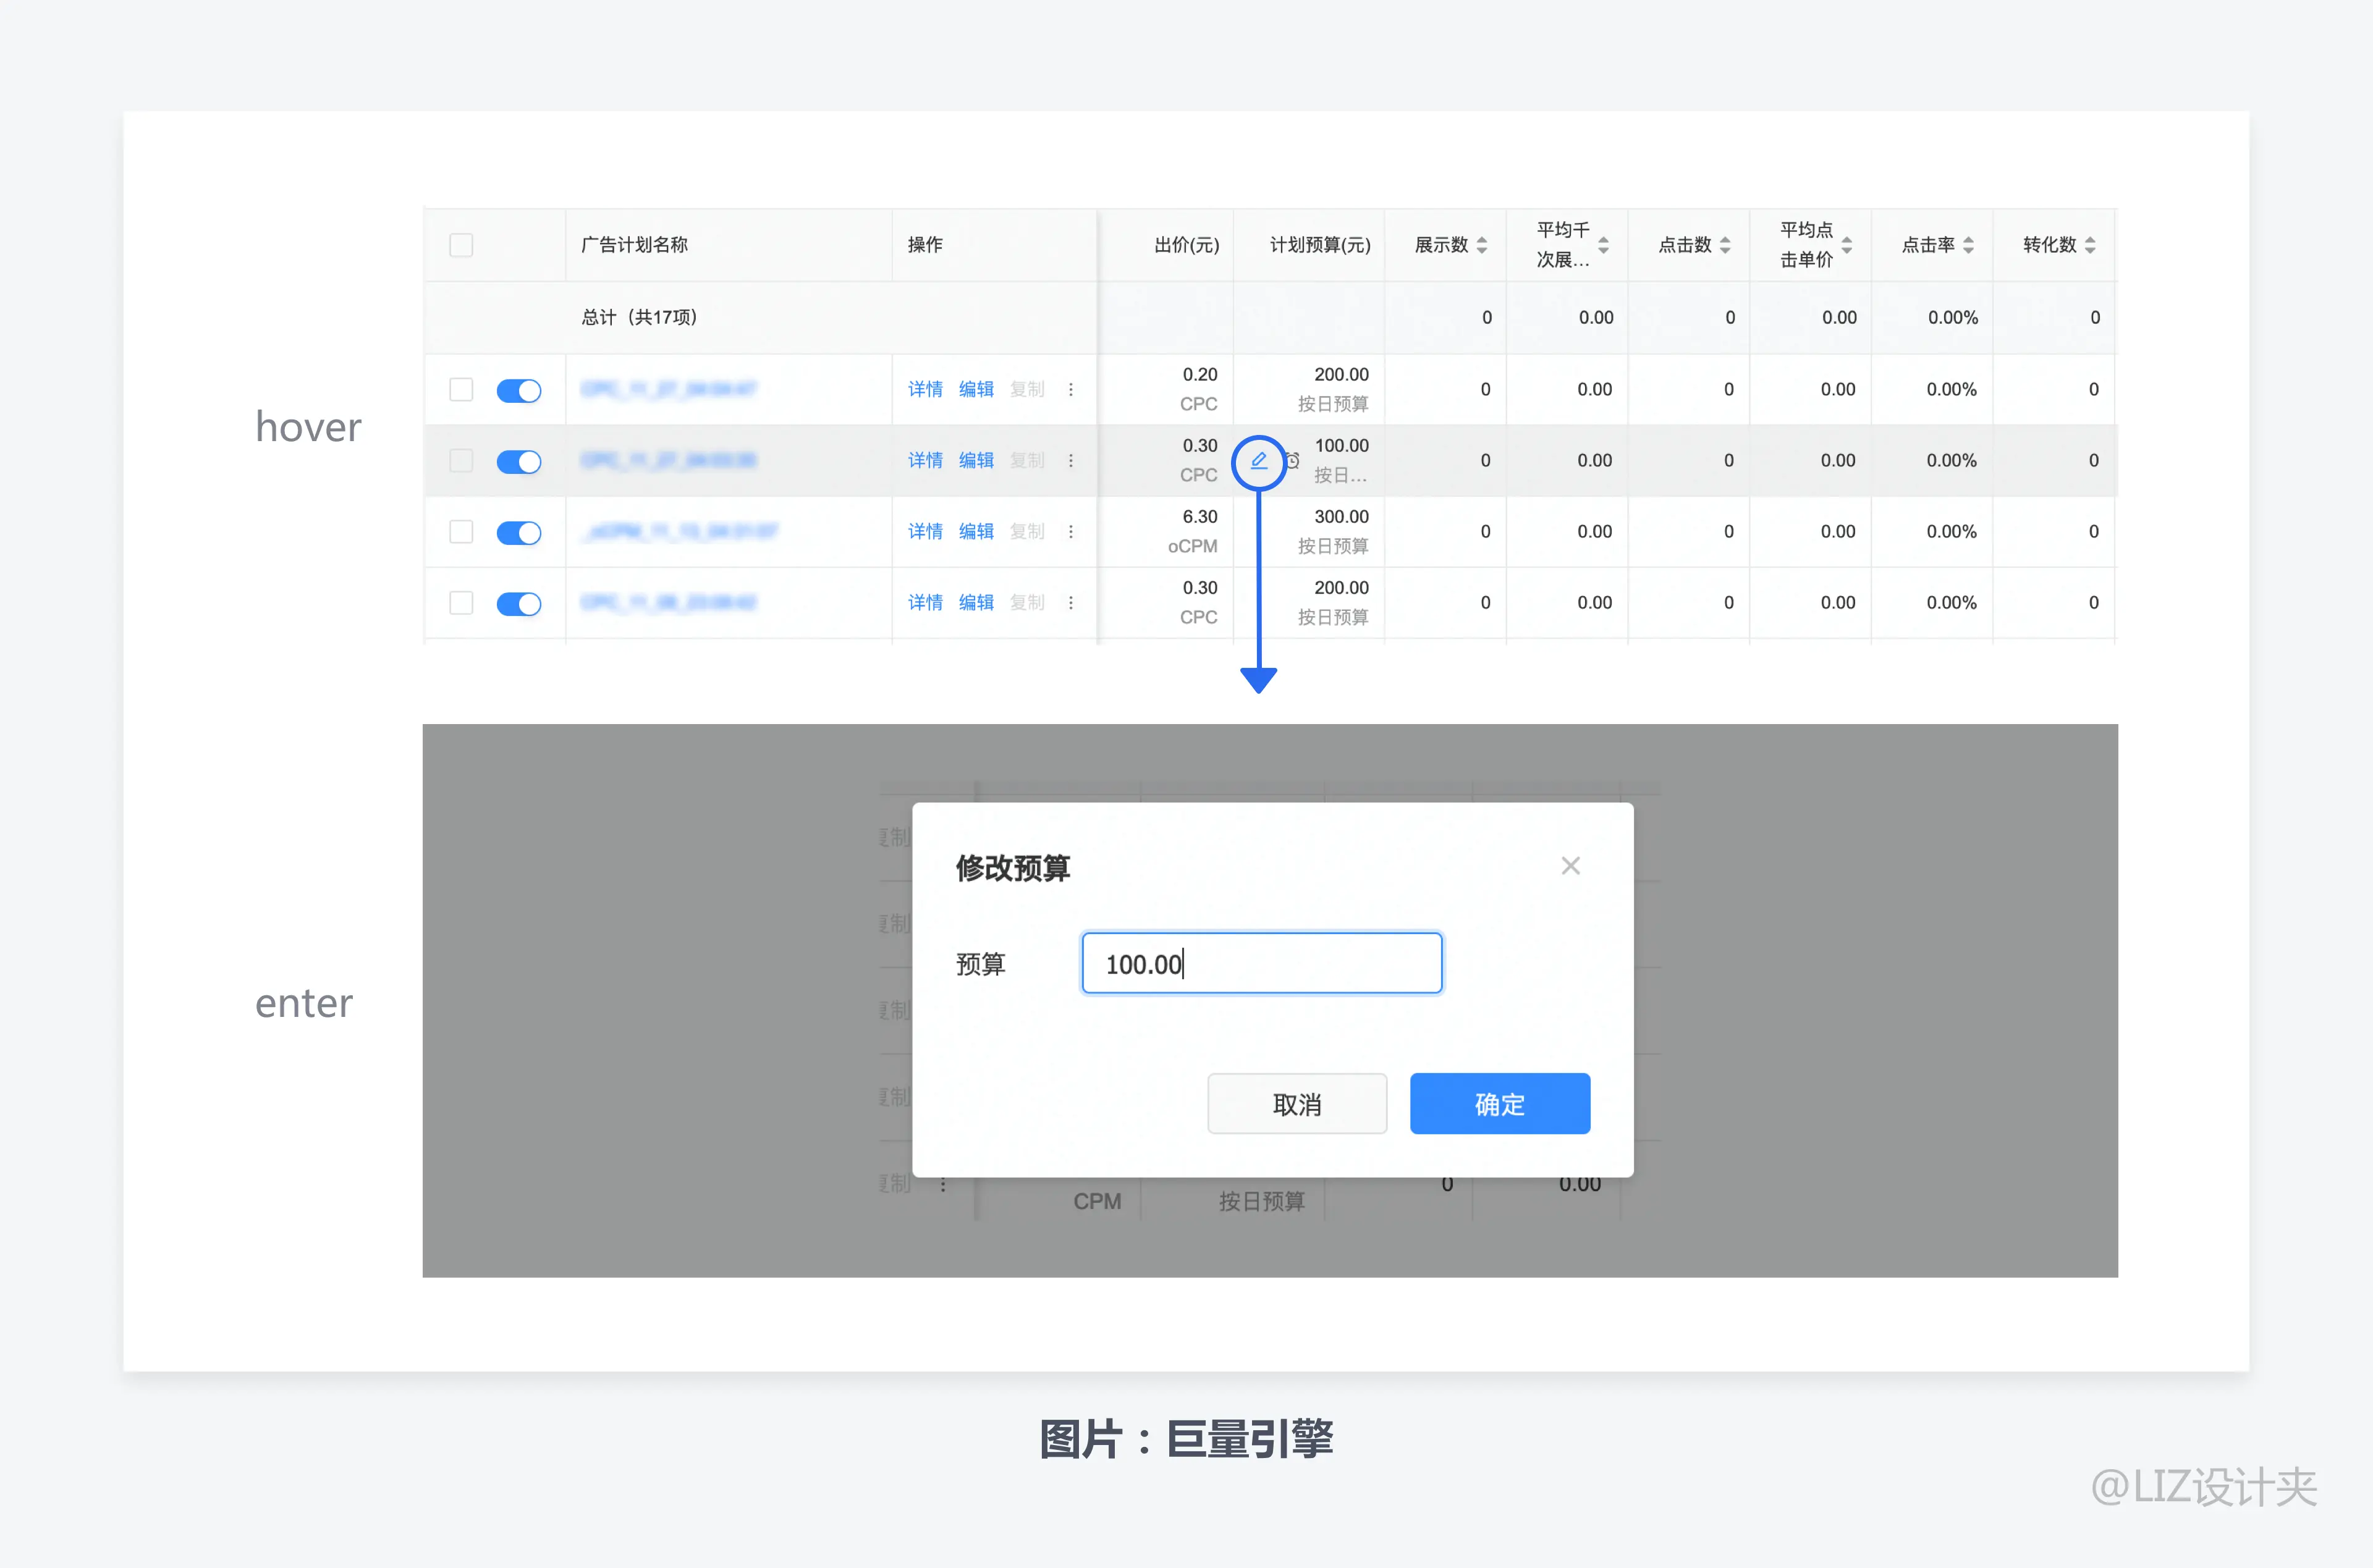 广告计划名称 操作 出价(元) 计划预算(元) 展示数 平均千次展... 点击数 平均点击单价 点击率 转化数
总计（共17项） 0 0.00 0 0.00 0.00% 0
详情 编辑 复制 0.20 200.00 0 0.00 0 0.00 0.00% 0
CPC 按日预算
hover
详情 编辑 复制 0.30 100.00 0 0.00 0 0.00 0.00% 0
CPC 按日...
详情 编辑 复制 6.30 300.00 0 0.00 0 0.00 0.00% 0
oCPM 按日预算
详情 编辑 复制 0.30 200.00 0 0.00 0 0.00 0.00% 0
CPC 按日预算
复制
修改预算
复制
预算 100.00
enter
复制
复制
取消 确定
复制 0 0.00
CPM 按日预算
图片：巨量引擎
@LIZ设计夹